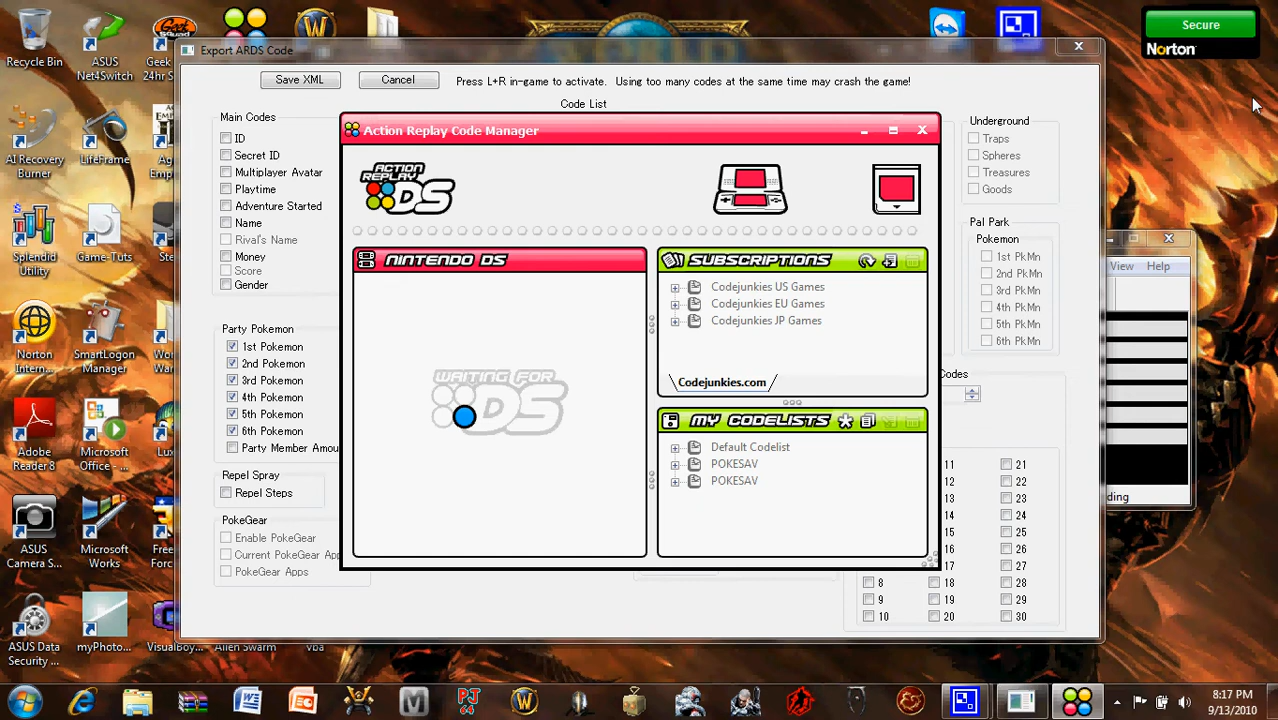 Recycle Bin
ASUS Net4Switch
Geek
24hr S
Secure
Norton
Export ARDS Code
Save XML
Cancel
Press L+R in-game to activate. Using too many codes at the same time may crash the game!
Code List
Main Codes
ID
Secret ID
Multiplayer Avatar
Playtime
Adventure Started
Name
Rival's Name
Money
Score
Gender
Party Pokemon
1st Pokemon
2nd Pokemon
3rd Pokemon
4th Pokemon
5th Pokemon
6th Pokemon
Party Member Amou
Repel Spray
Repel Steps
PokeGear
Enable PokeGear
Current PokeGear App
PokeGear Apps
Action Replay Code Manager
ACTION REPLAY DS
NINTENDO DS
WAITING FOR DS
SUBSCRIPTIONS
Codejunkies US Games
Codejunkies EU Games
Codejunkies JP Games
Codejunkies.com
MY CODELISTS
Default Codelist
POKESAV
POKESAV
Underground
Traps
Spheres
Treasures
Goods
Pal Park
Pokemon
1st PkMn
2nd PkMn
3rd PkMn
4th PkMn
5th PkMn
6th PkMn
Codes
11 21
12 22
13 23
14 24
15 25
16 26
17 27
8 18 28
9 19 29
10 20 30
View Help
ding
AI Recovery Burner
LifeFrame
Splendid Utility
Game-Tuts
Norton Intern...
SmartLogon Manager
Adobe Reader 8
Microsoft Office - ...
ASUS Camera S...
Microsoft Works
ASUS Data Security ...
myPhoto...
VisualBoy...
Alien Swarm
vba
8:17 PM
9/13/2010